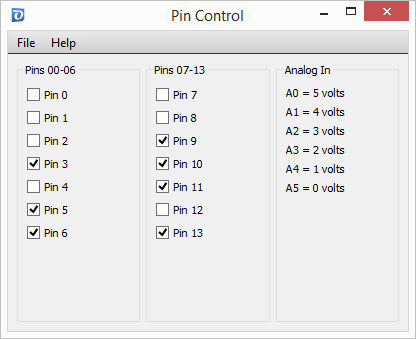 Pin Control
File Help
Pins 00-06
Pin 0
Pin 1
Pin 2
Pin 3
Pin 4
Pin 5
Pin 6
Pins 07-13
Pin 7
Pin 8
Pin 9
Pin 10
Pin 11
Pin 12
Pin 13
Analog In
A0 = 5 volts
A1 = 4 volts
A2 = 3 volts
A3 = 2 volts
A4 = 1 volts
A5 = 0 volts